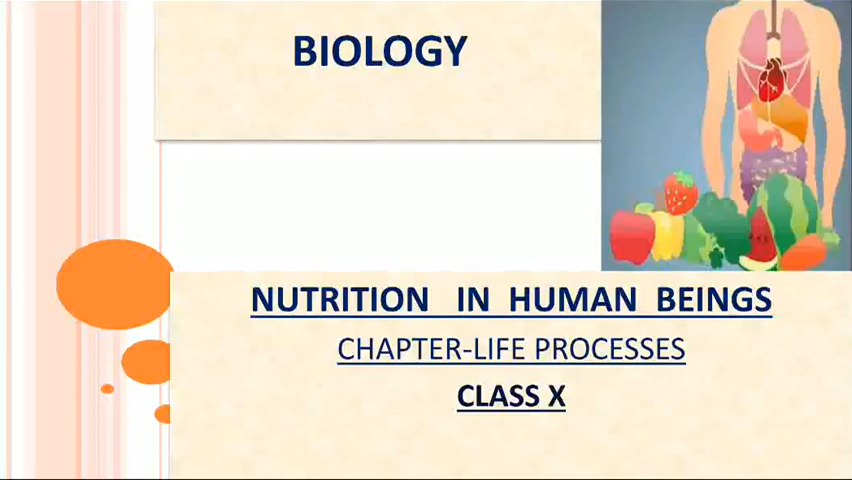 BIOLOGY
NUTRITION IN HUMAN BEINGS
CHAPTER-LIFE PROCESSES
CLASS X